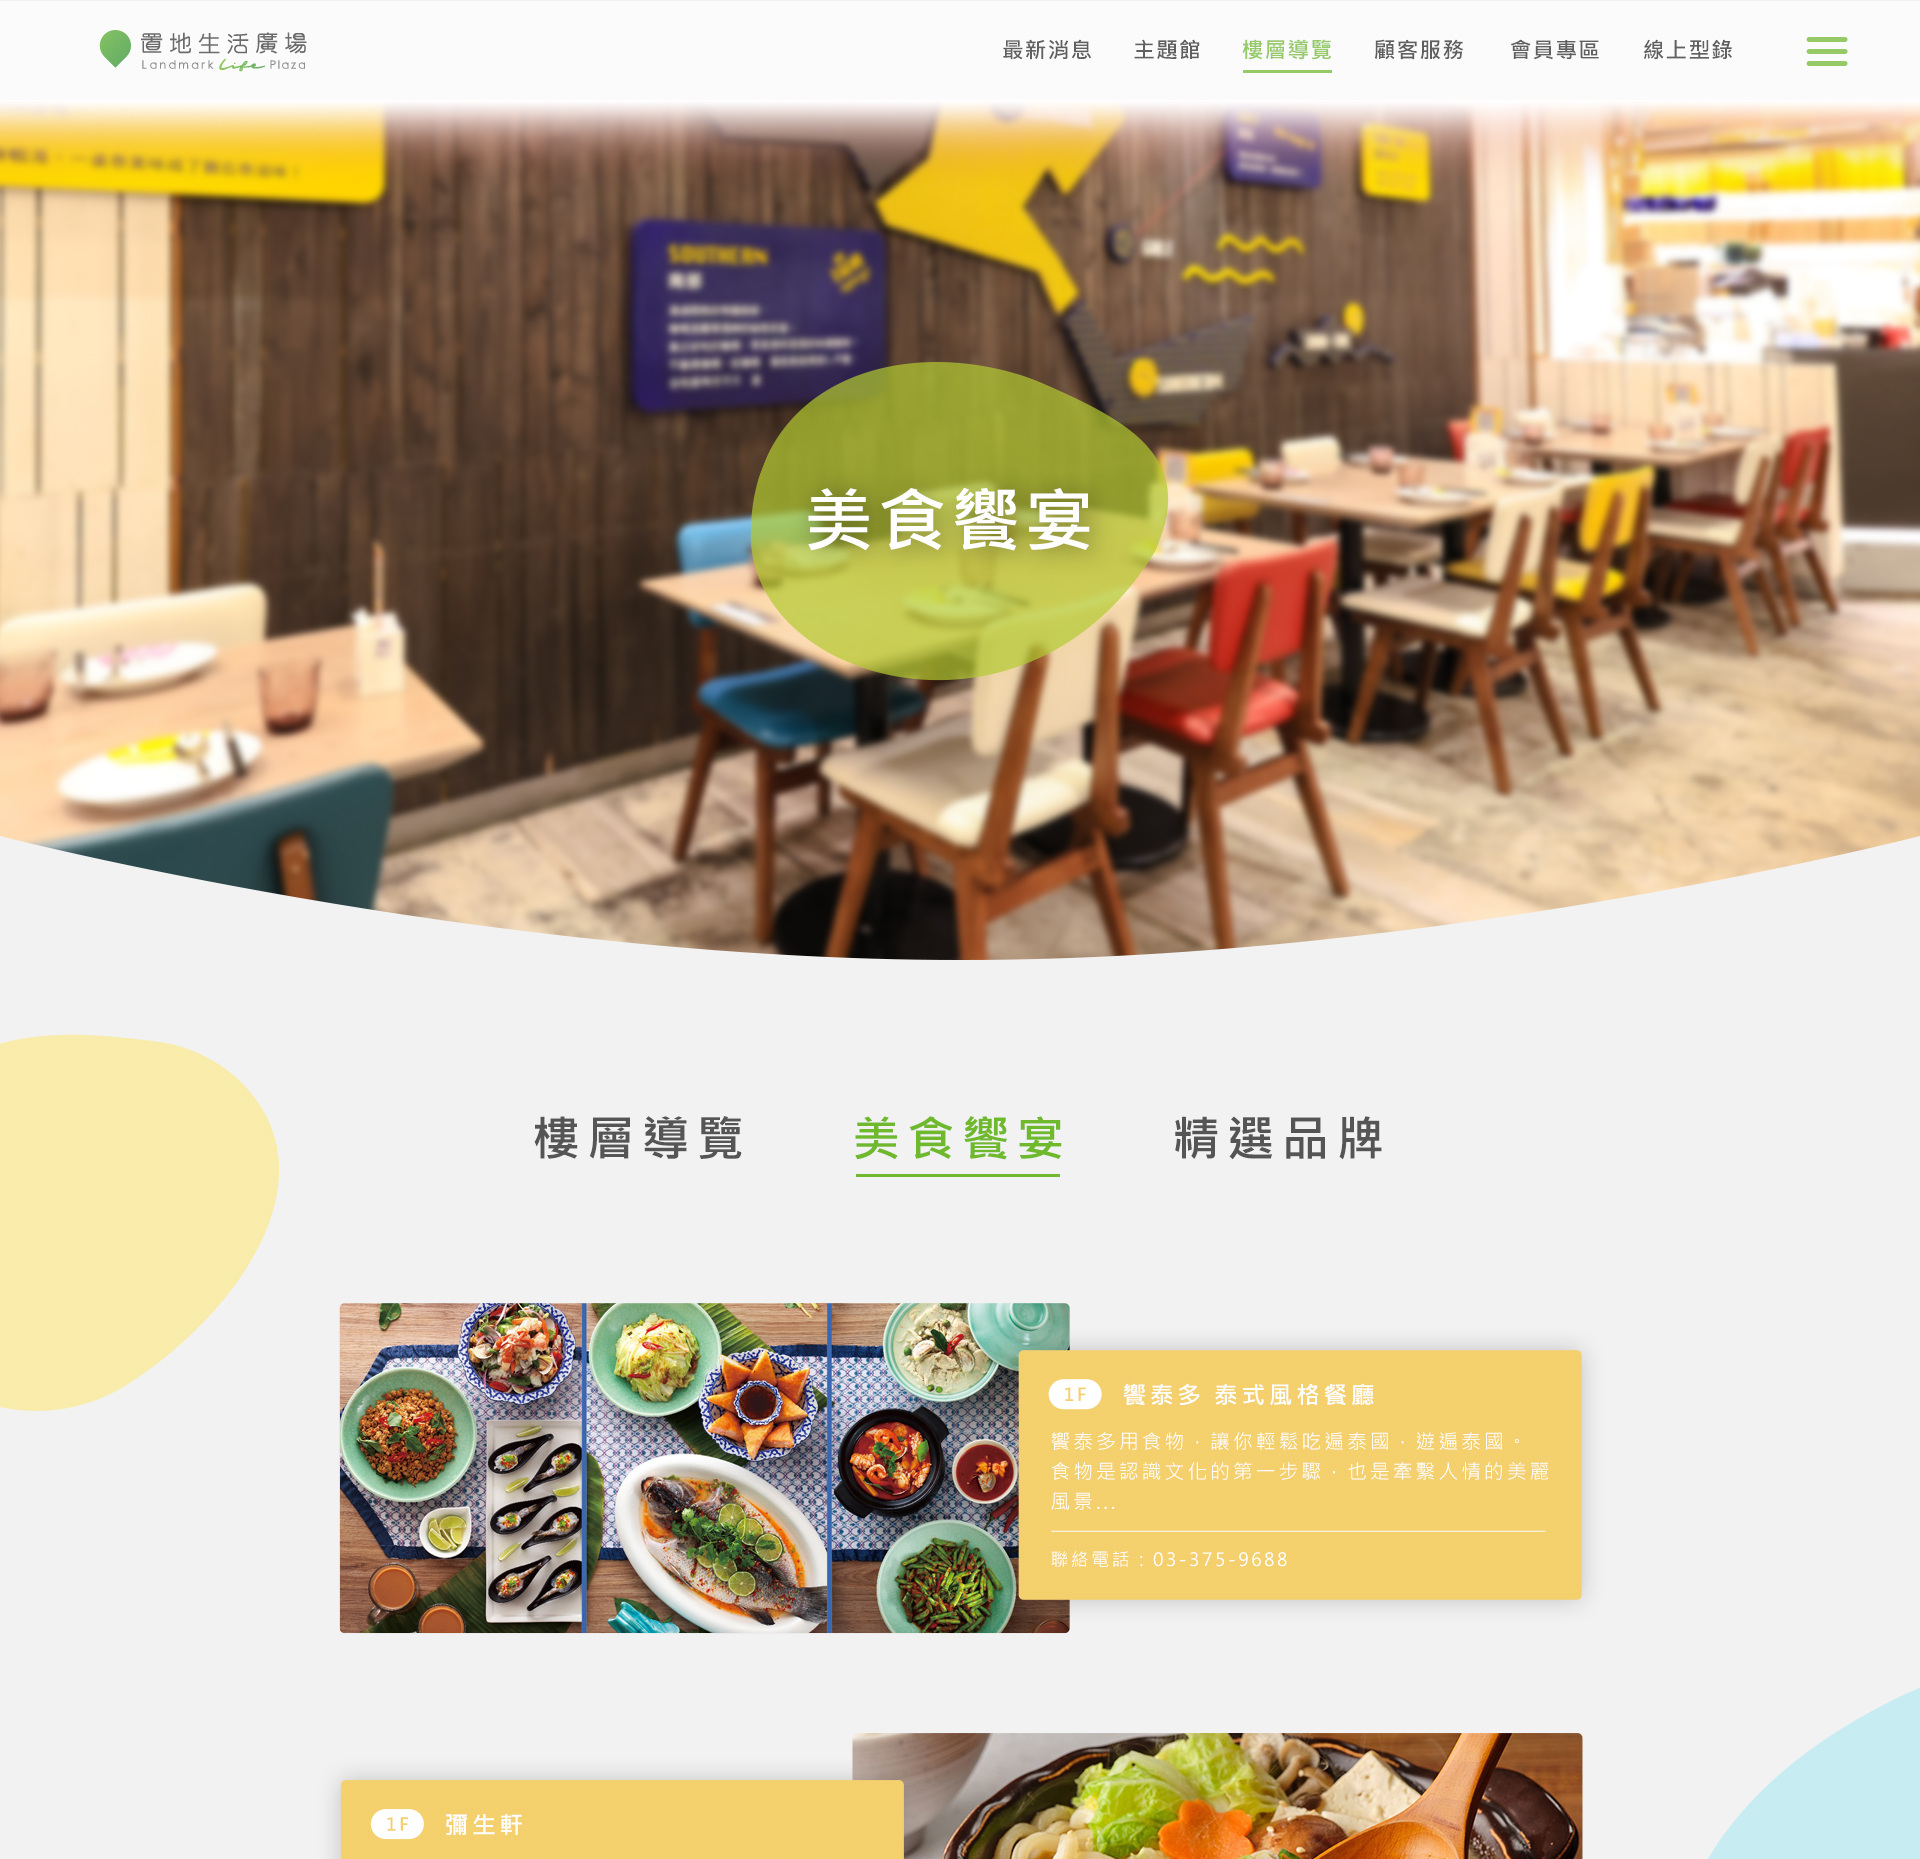 置地生活廣場
Landmark Life Plaza
最新消息
主題館
樓層導覽
顧客服務
會員專區
線上型錄
SOUTHERN
美食饗宴
樓層導覽
美食饗宴
精選品牌
1F 饗泰多 泰式風格餐廳
饗泰多用食物，讓你輕鬆吃遍泰國，遊遍泰國。
食物是認識文化的第一步驟，也是牽繫人情的美麗
風景...
聯絡電話：03-375-9688
1F 彌生軒